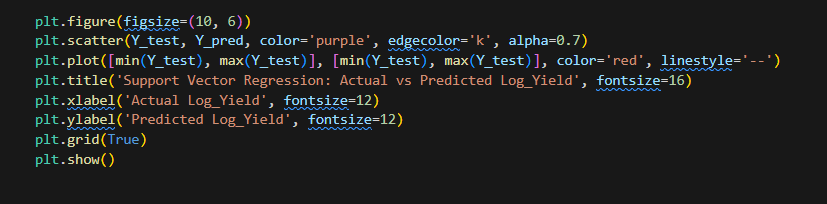 plt.figure(figsize=(10, 6))
plt.scatter(Y_test, Y_pred, color='purple', edgecolor='k', alpha=0.7)
plt.plot([min(Y_test), max(Y_test)], [min(Y_test), max(Y_test)], color='red', linestyle='--')
plt.title('Support Vector Regression: Actual vs Predicted Log_Yield', fontsize=16)
plt.xlabel('Actual Log_Yield', fontsize=12)
plt.ylabel('Predicted Log_Yield', fontsize=12)
plt.grid(True)
plt.show()